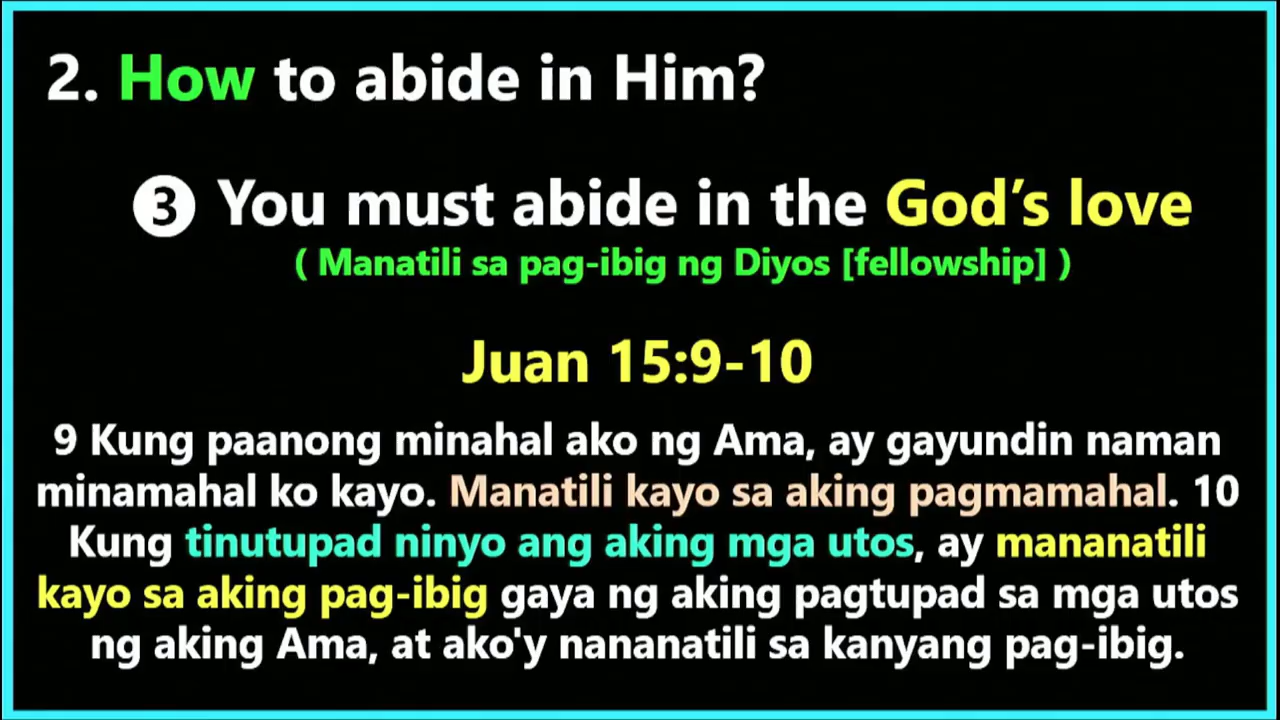 2. How to abide in Him?
❸ You must abide in the God’s love
( Manatili sa pag-ibig ng Diyos [fellowship] )
Juan 15:9-10
9 Kung paanong minahal ako ng Ama, ay gayundin naman
minamahal ko kayo. Manatili kayo sa aking pagmamahal. 10
Kung tinutupad ninyo ang aking mga utos, ay mananatili
kayo sa aking pag-ibig gaya ng aking pagtupad sa mga utos
ng aking Ama, at ako'y nananatili sa kanyang pag-ibig.